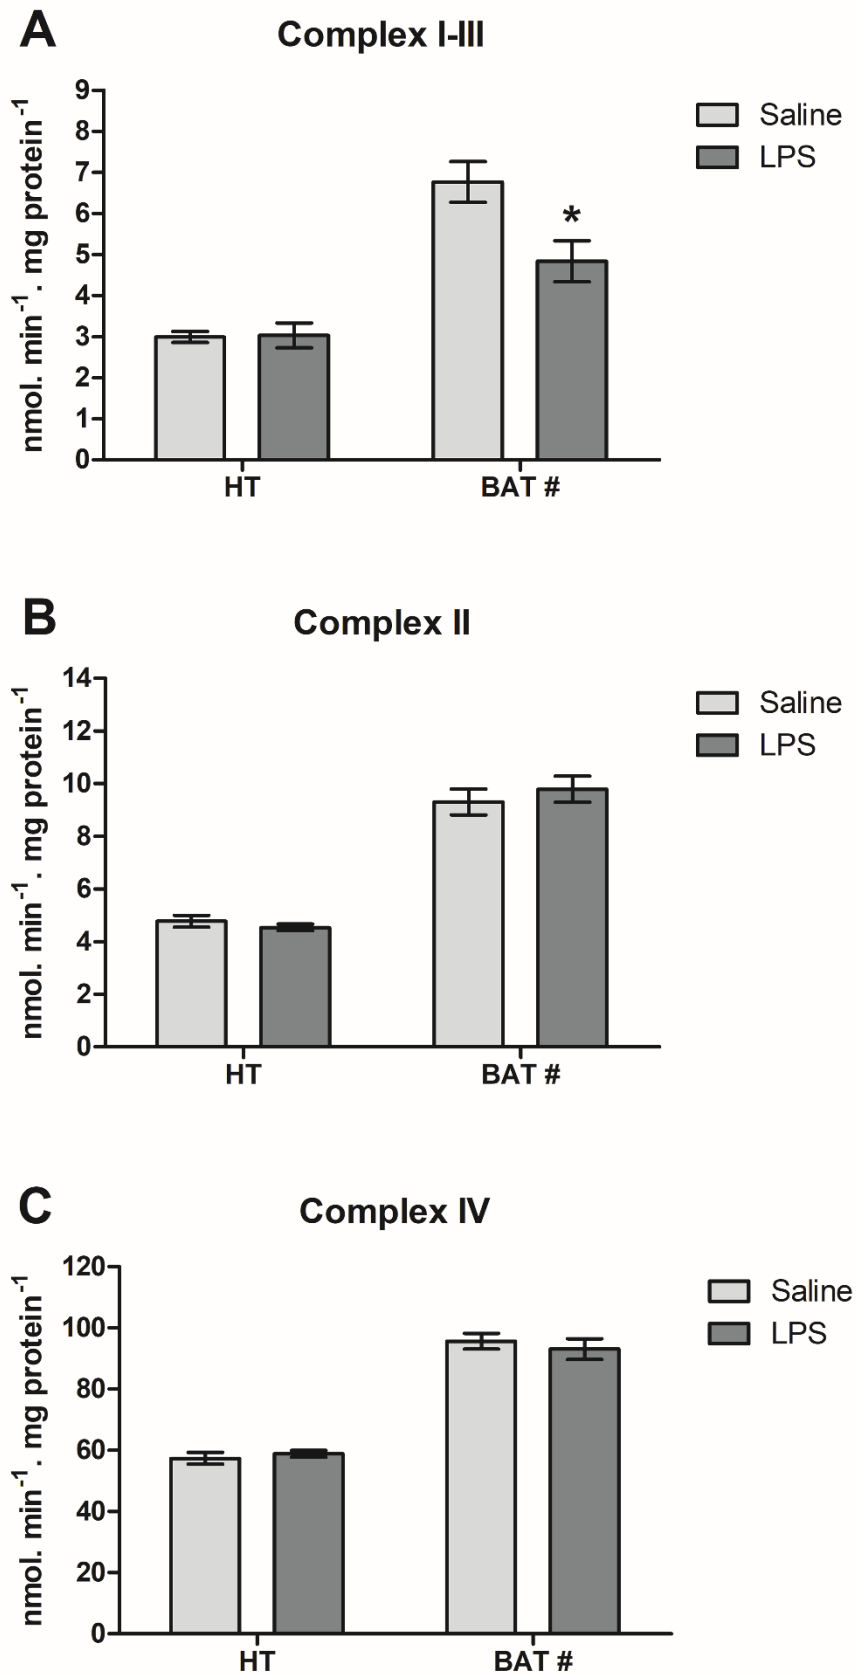 A
Complex I-III
nmol. min-1 . mg protein-1
9
8
7
6
5
4
3
2
1
0
*
HT
BAT #
Saline
LPS
B
Complex II
nmol. min-1 . mg protein-1
14
12
10
8
6
4
2
0
HT
BAT #
Saline
LPS
C
Complex IV
nmol. min-1 . mg protein-1
120
100
80
60
40
20
0
HT
BAT #
Saline
LPS